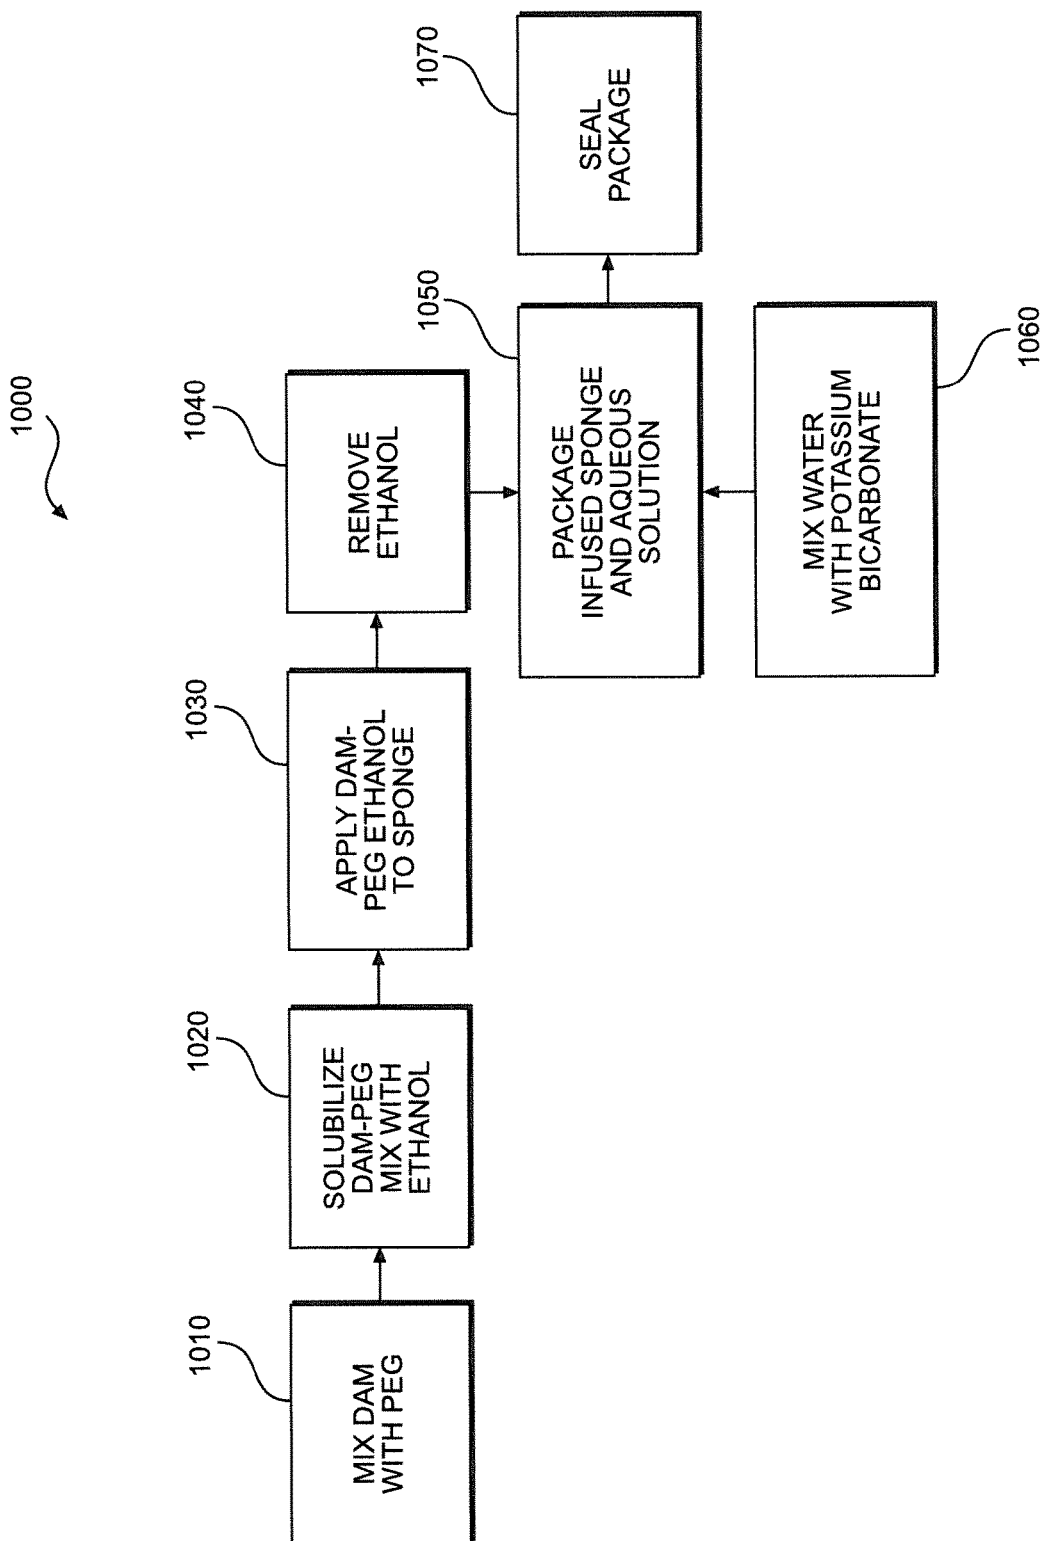 1000
1010
MIX DAM
WITH PEG
1020
SOLUBILIZE
DAM-PEG
MIX WITH
ETHANOL
1030
APPLY DAM-
PEG ETHANOL
TO SPONGE
1040
REMOVE
ETHANOL
1050
PACKAGE
INFUSED SPONGE
AND AQUEOUS
SOLUTION
1070
SEAL
PACKAGE
MIX WATER
WITH POTASSIUM
BICARBONATE
1060